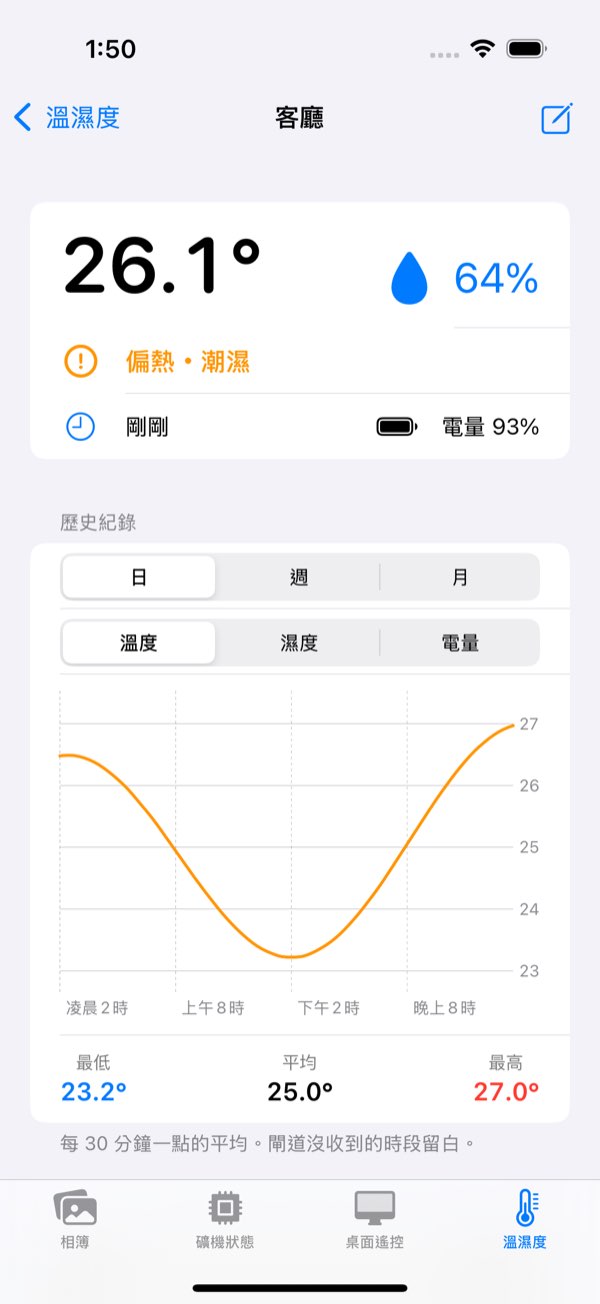 1:50
溫濕度
客廳
26.1°
64%
偏熱・潮濕
剛剛
電量 93%
歷史紀錄
日 週 月
溫度 濕度 電量
27
26
25
24
23
凌晨2時 上午8時 下午2時 晚上8時
最低 平均 最高
23.2° 25.0° 27.0°
每 30 分鐘一點的平均。閘道沒收到的時段留白。
相簿 礦機狀態 桌面遙控 溫濕度